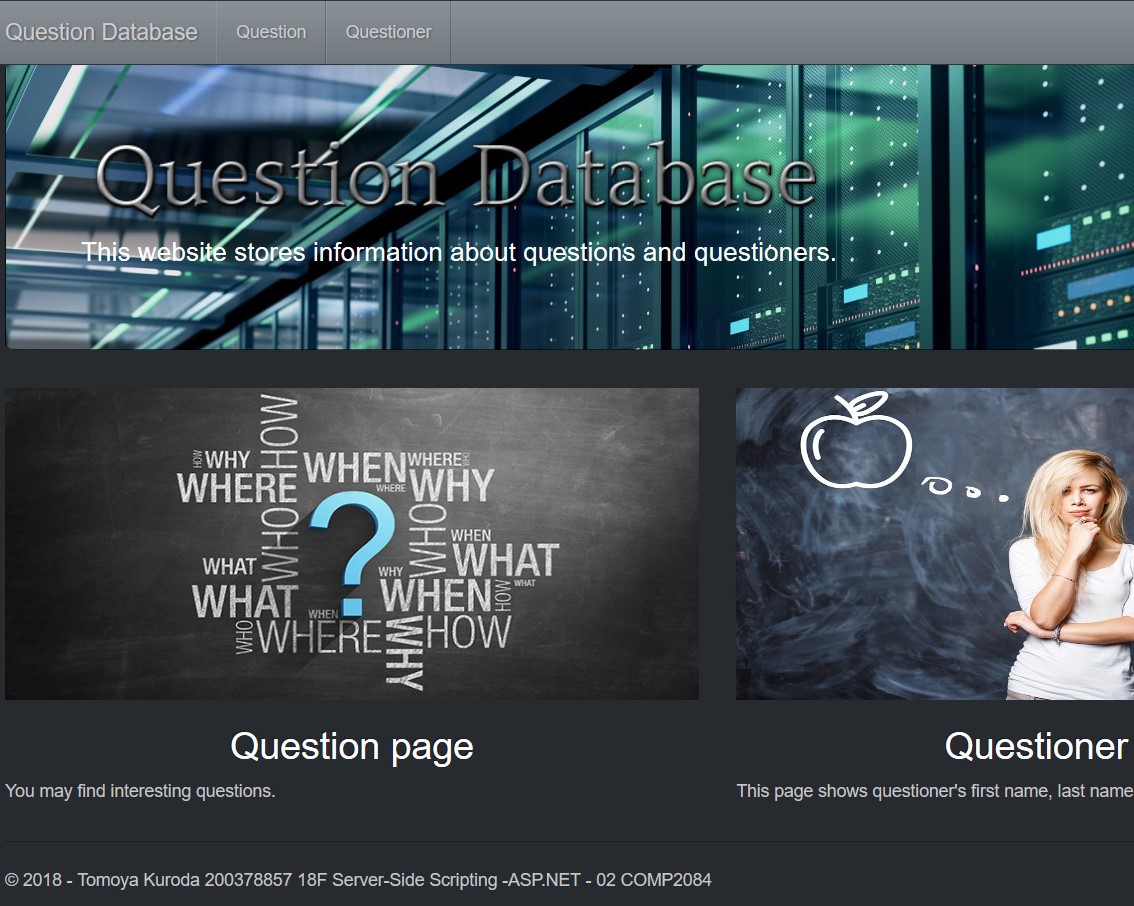 Question Database
Question
Questioner
Question Database
This website stores information about questions and questioners.
HOW
HOW
WHY
WHEN
WHERE
WHERE
WHERE
WHY
WHO
HOW
WHEN
WHAT
WHAT
WHY
WHAT
WHAT
WHEN
HOW
WHEN
WHO
WHERE
WHY
HOW
Question page
Questioner
You may find interesting questions.
This page shows questioner's first name, last name
© 2018 - Tomoya Kuroda 200378857 18F Server-Side Scripting -ASP.NET - 02 COMP2084